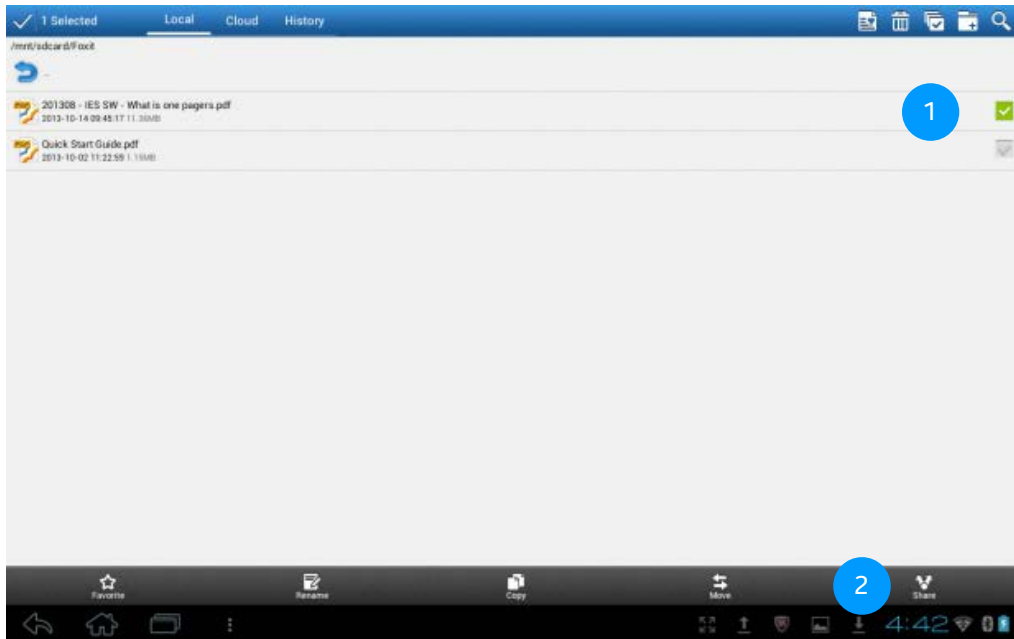 1 Selected Local Cloud History
/mnt/sdcard/Foxit
..
201308 - IES SW - What is one pagers.pdf
2013-10-14 09:45:17 11.36MB
1
Quick Start Guide.pdf
2013-10-02 11:22:59 1.19MB
Favorite Rename Copy Move 2 Share
4:42